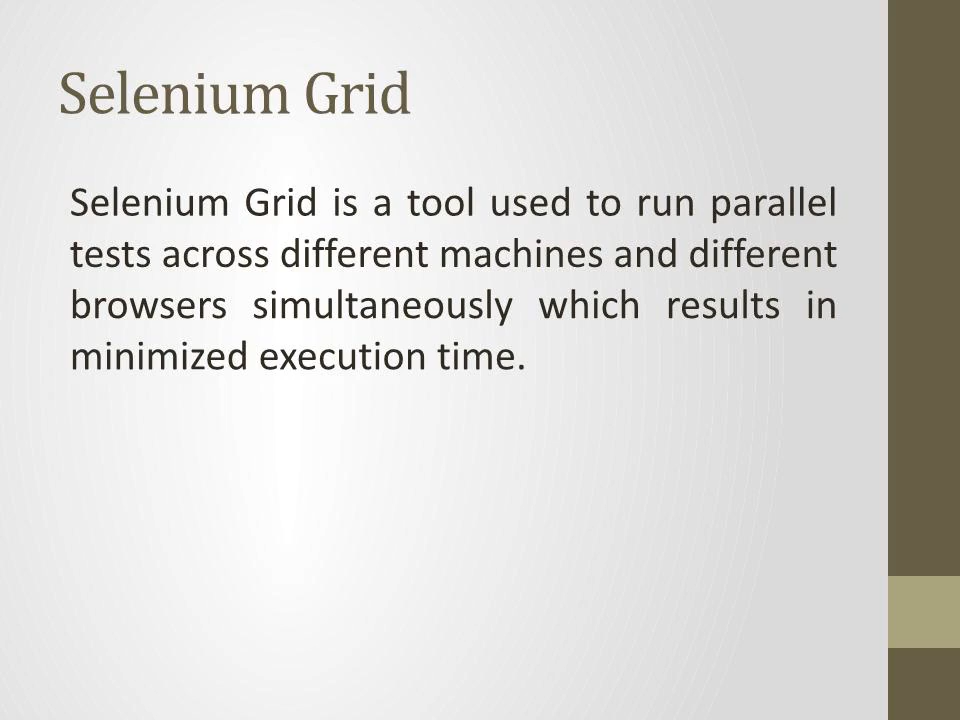 Selenium Grid
Selenium Grid is a tool used to run parallel
tests across different machines and different
browsers simultaneously which results in
minimized execution time.